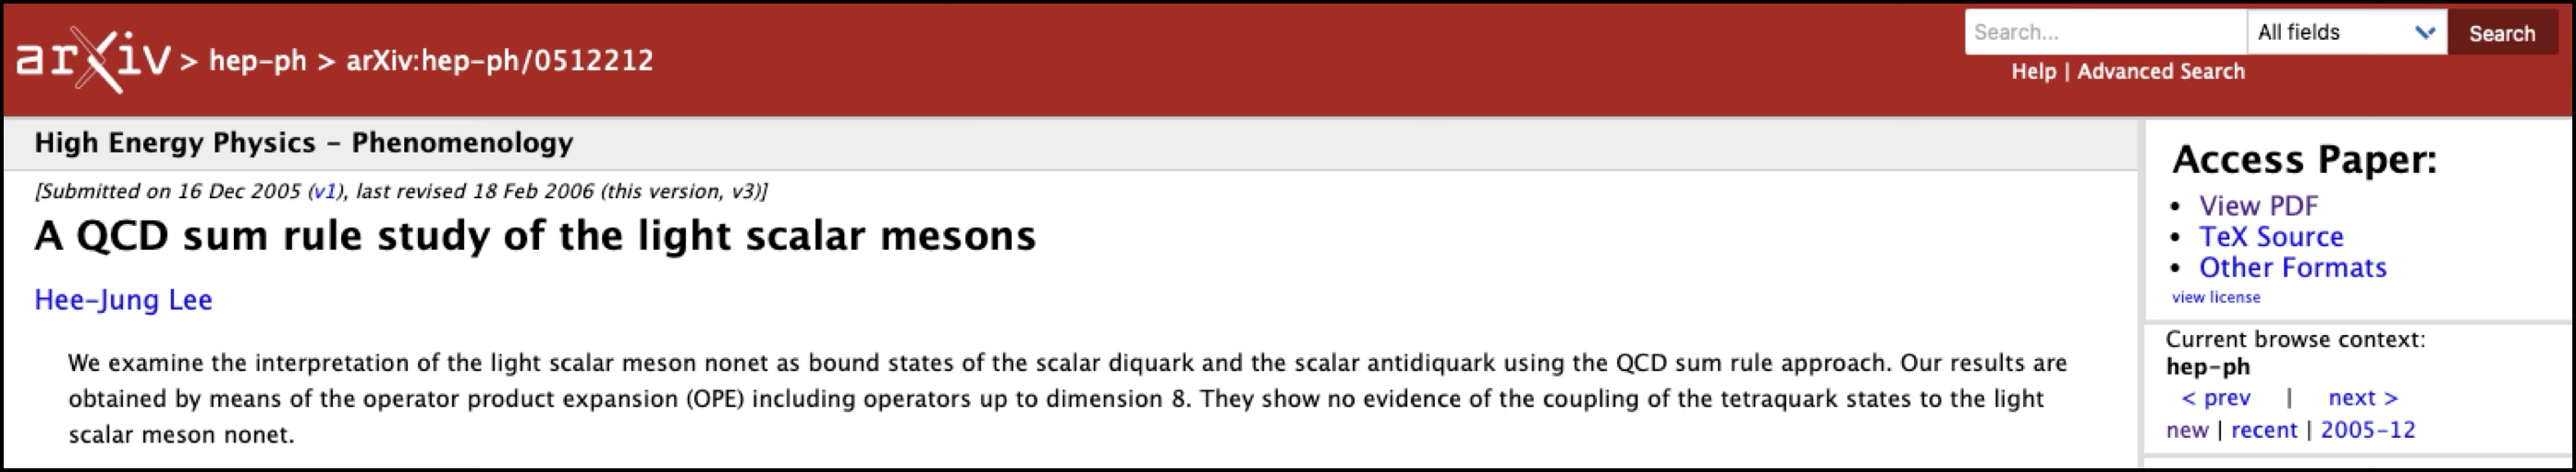 arXiv > hep-ph > arXiv:hep-ph/0512212
Search...
All fields
Search
Help | Advanced Search
High Energy Physics – Phenomenology
[Submitted on 16 Dec 2005 (v1), last revised 18 Feb 2006 (this version, v3)]
A QCD sum rule study of the light scalar mesons
Hee-Jung Lee
We examine the interpretation of the light scalar meson nonet as bound states of the scalar diquark and the scalar antidiquark using the QCD sum rule approach. Our results are
obtained by means of the operator product expansion (OPE) including operators up to dimension 8. They show no evidence of the coupling of the tetraquark states to the light
scalar meson nonet.
Access Paper:
• View PDF
• TeX Source
• Other Formats
view license
Current browse context:
hep-ph
< prev | next >
new | recent | 2005-12